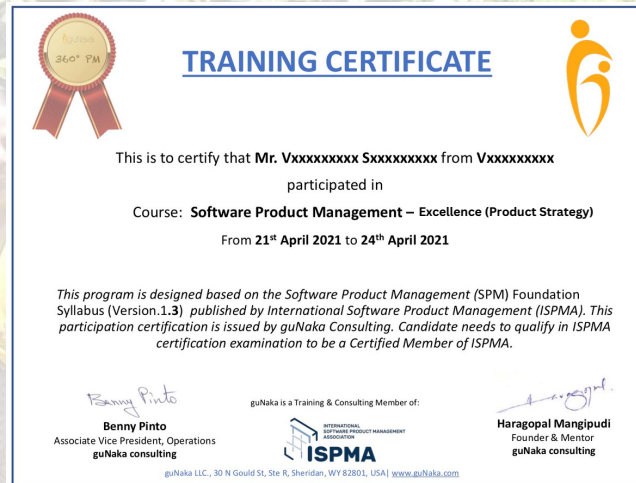 guNaka
360° PM
TRAINING CERTIFICATE
This is to certify that Mr. Vxxxxxxxxx Sxxxxxxxxx from Vxxxxxxxxx
participated in
Course: Software Product Management – Excellence (Product Strategy)
From 21st April 2021 to 24th April 2021
This program is designed based on the Software Product Management (SPM) Foundation
Syllabus (Version.1.3) published by International Software Product Management (ISPMA). This
participation certification is issued by guNaka Consulting. Candidate needs to qualify in ISPMA
certification examination to be a Certified Member of ISPMA.
Benny Pinto
Benny Pinto
Associate Vice President, Operations
guNaka consulting
guNaka is a Training & Consulting Member of:
INTERNATIONAL
SOFTWARE PRODUCT MANAGEMENT
ASSOCIATION
ISPMA
Haragopal Mangipudi
Founder & Mentor
guNaka consulting
guNaka LLC., 30 N Gould St, Ste R, Sheridan, WY 82801, USA| www.guNaka.com